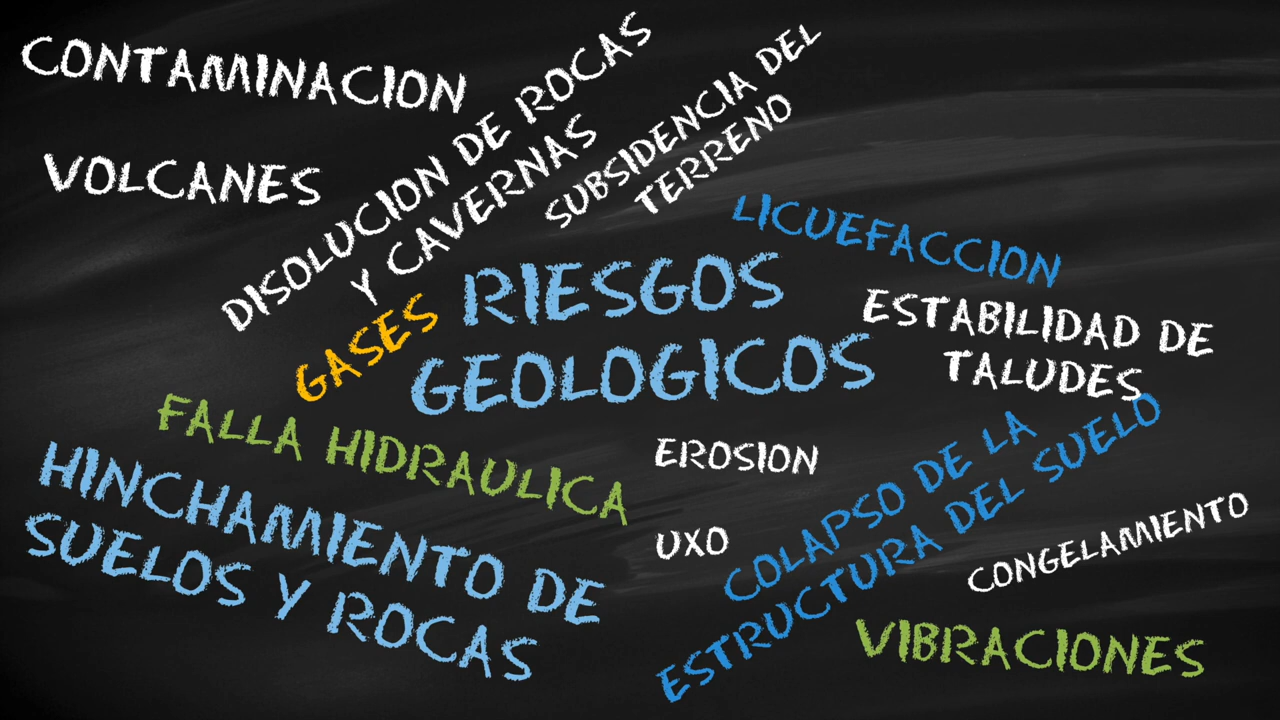 CONTAMINACION
VOLCANES
DISOLUCION DE ROCAS
Y CAVERNAS
SUBSIDENCIA DEL
TERRENO
LICUEFACCION
RIESGOS
GEOLOGICOS
ESTABILIDAD DE
TALUDES
GASES
FALLA HIDRAULICA
EROSION
HINCHAMIENTO DE
SUELOS Y ROCAS
UXO
COLAPSO DE LA
ESTRUCTURA DEL SUELO
CONGELAMIENTO
VIBRACIONES